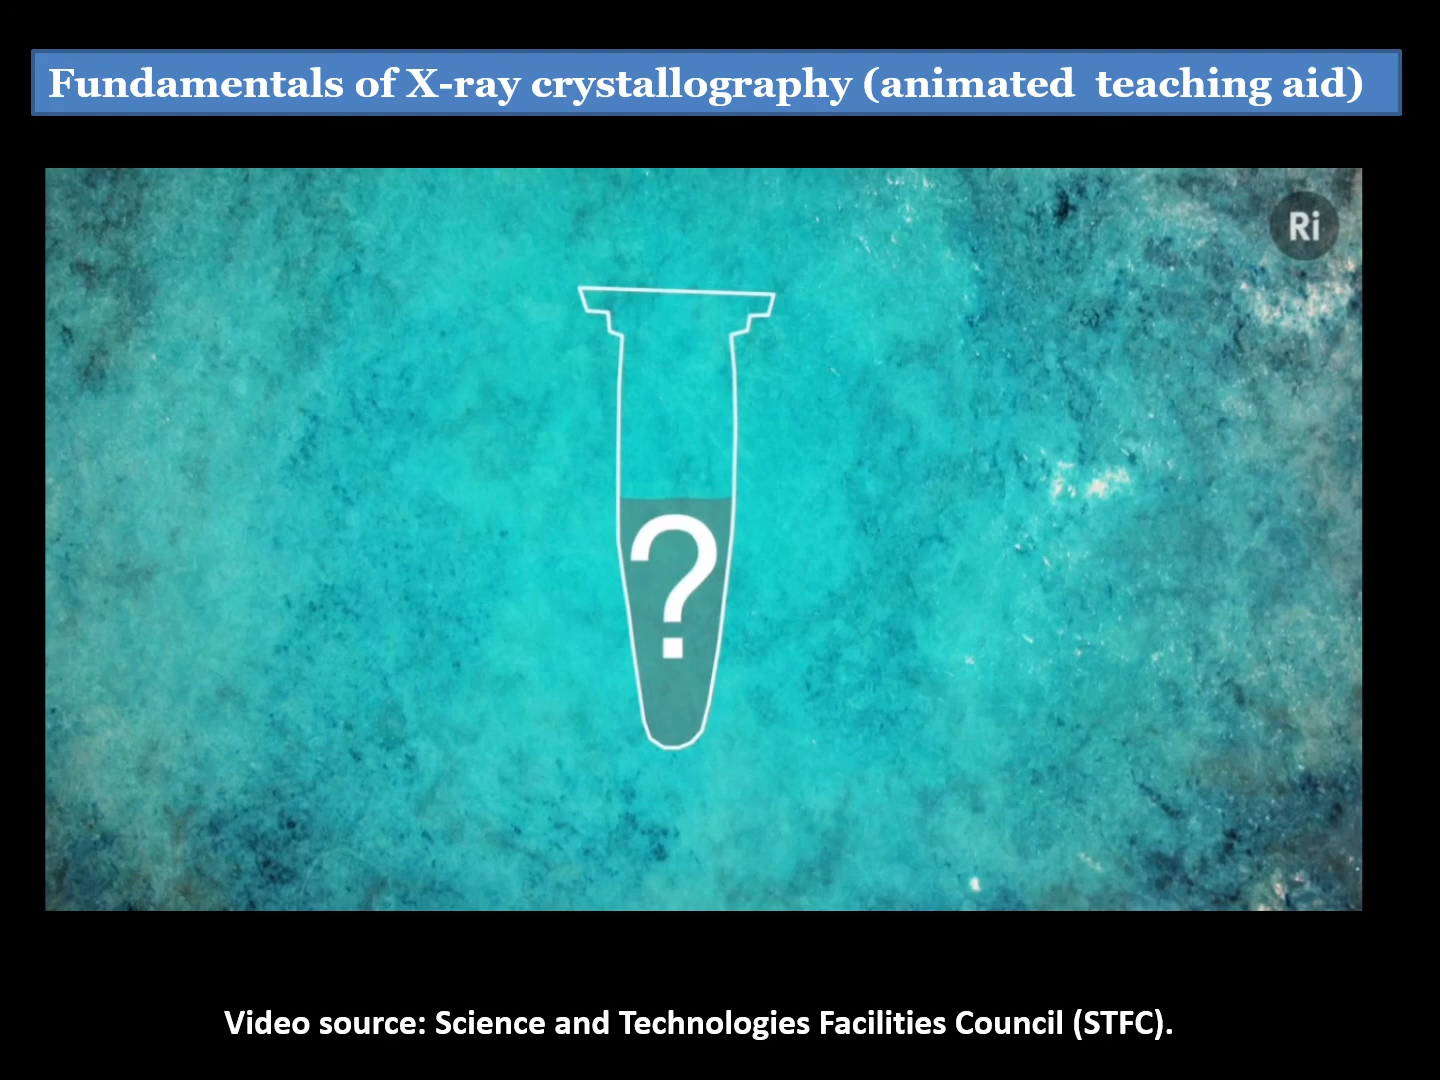 Fundamentals of X-ray crystallography (animated  teaching aid)
Ri
?
Video source: Science and Technologies Facilities Council (STFC).